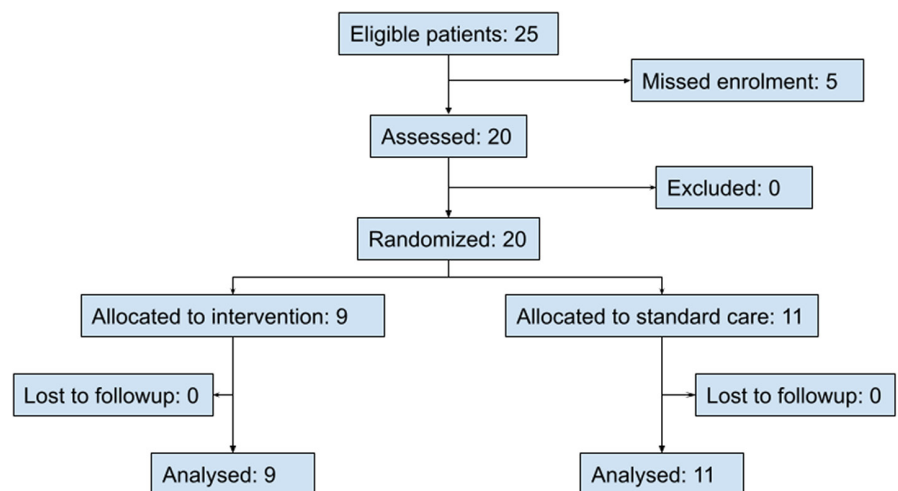 Eligible patients: 25
Missed enrolment: 5
Assessed: 20
Excluded: 0
Randomized: 20
Allocated to intervention: 9
Allocated to standard care: 11
Lost to followup: 0
Lost to followup: 0
Analysed: 9
Analysed: 11